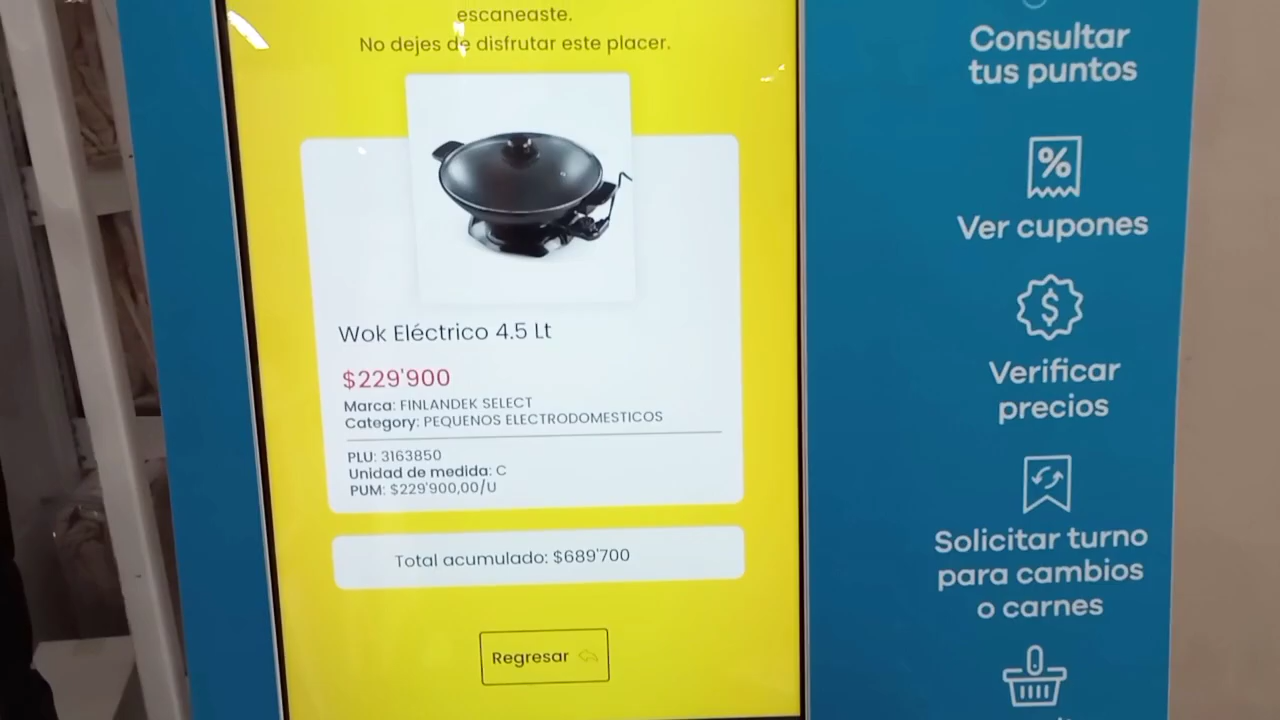 escaneaste.
No dejes de disfrutar este placer.
Wok Eléctrico 4.5 Lt
$229'900
Marca: FINLANDEK SELECT
Category: PEQUENOS ELECTRODOMESTICOS
PLU: 3163850
Unidad de medida: C
PUM: $229'900,00/U
Total acumulado: $689'700
Regresar
Consultar
tus puntos
%
Ver cupones
$
Verificar
precios
Solicitar turno
para cambios
o carnes